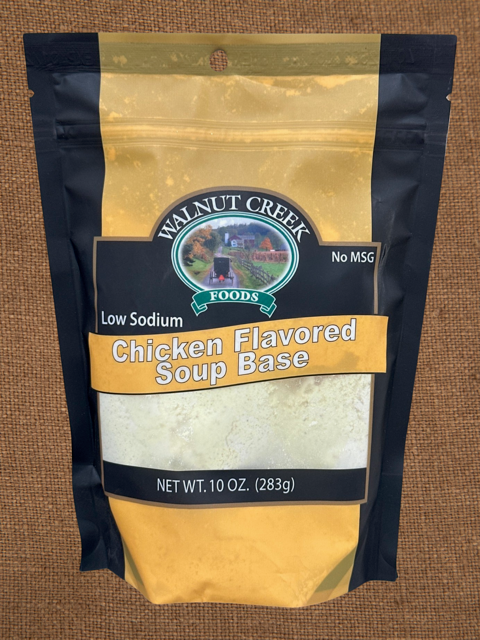 WALNUT CREEK
FOODS
No MSG
Low Sodium
Chicken Flavored
Soup Base
NET WT. 10 OZ. (283g)